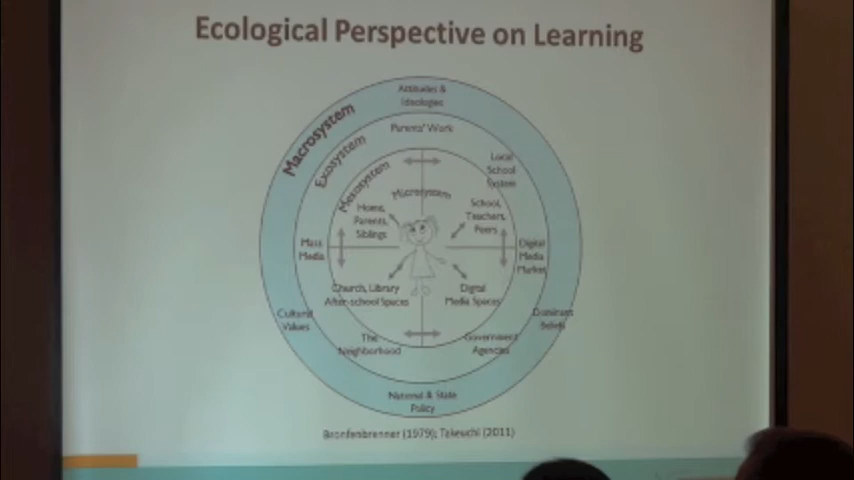 Ecological Perspective on Learning
Attitudes &
Ideologies
Macrosystem
Parents' Work
Exosystem
Local
School
System
Mesosystem
Microsystem
Home,
Parents,
Siblings
School,
Teachers,
Peers
Mass
Media
Digital
Media
Market
Church, Library
After-school Spaces
Digital
Media Spaces
Cultural
Values
Dominant
Beliefs
The
Neighborhood
Government
Agencies
National & State
Policy
Bronfenbrenner (1979); Takeuchi (2011)